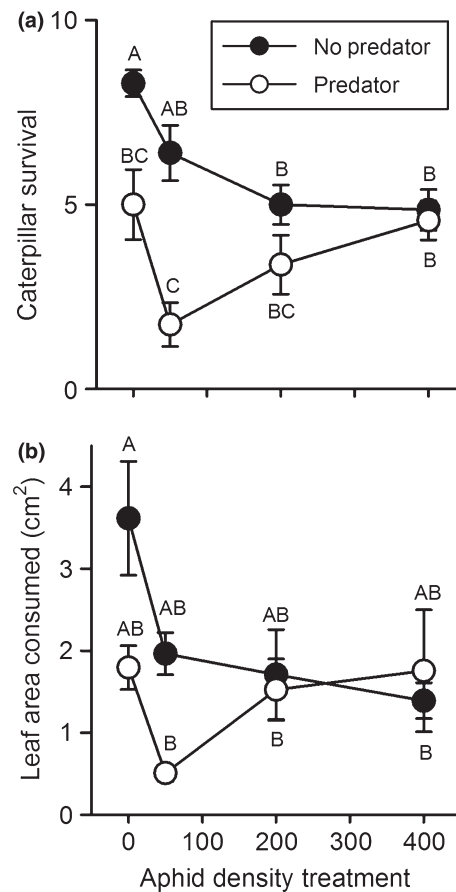 (a)
10
No predator
Predator
A
AB
BC
B
B
5
C
BC
B
0
Caterpillar survival
(b)
A
4
3
AB
AB
AB
AB
2
B
B
B
1
0
Leaf area consumed (cm²)
0 100 200 300 400
Aphid density treatment